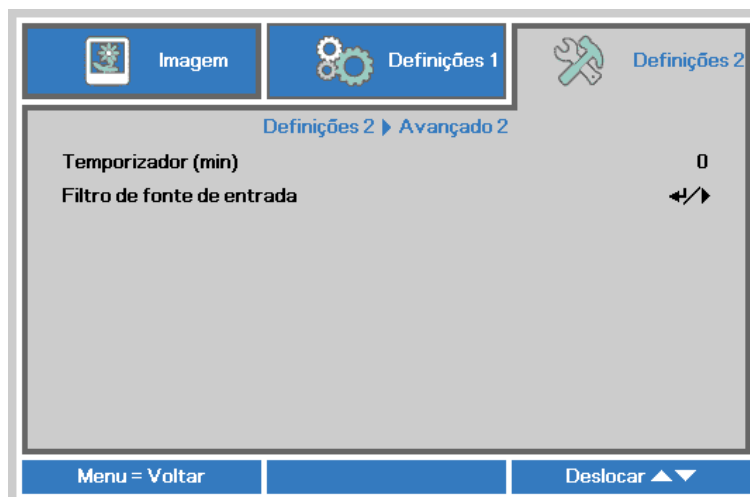 Imagem
Definições 1
Definições 2
Definições 2 ▶ Avançado 2
Temporizador (min) 0
Filtro de fonte de entrada ↵/▶
Menu = Voltar
Deslocar ▲▼